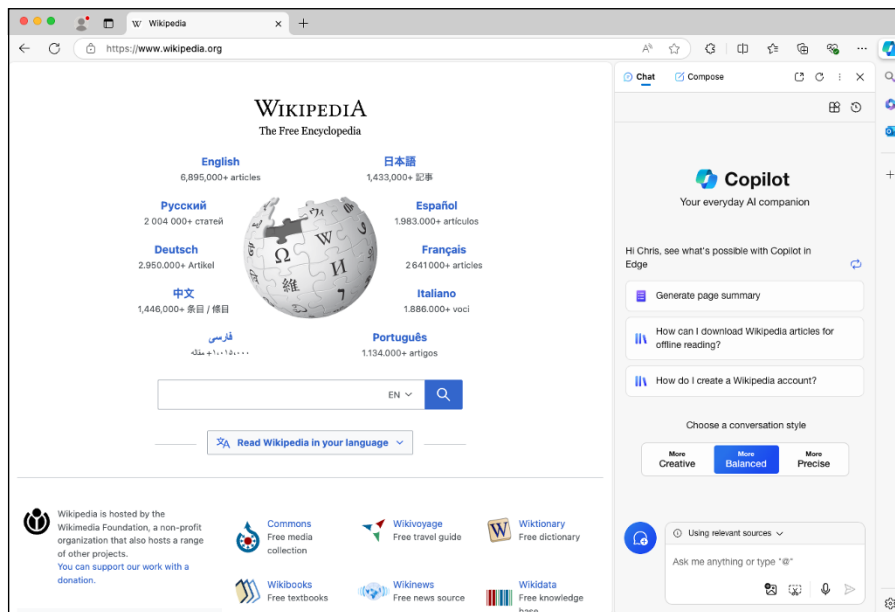 Wikipedia
https://www.wikipedia.org
WIKIPEDIA
The Free Encyclopedia
English
6,895,000+ articles
日本語
1,433,000+ 記事
Русский
2 004 000+ статей
Español
1.983.000+ artículos
Deutsch
2.950.000+ Artikel
Français
2 641 000+ articles
中文
1,446,000+ 条目 / 條目
Italiano
1.886.000+ voci
فارسی
۱٬۰۱۵٬۰۰۰+ مقاله
Português
1.134.000+ artigos
EN
Read Wikipedia in your language
Wikipedia is hosted by the
Wikimedia Foundation, a non-profit
organization that also hosts a range
of other projects.
You can support our work with a
donation.
Commons
Free media
collection
Wikivoyage
Free travel guide
Wiktionary
Free dictionary
Wikibooks
Free textbooks
Wikinews
Free news source
Wikidata
Free knowledge
base
Chat
Compose
Copilot
Your everyday AI companion
Hi Chris, see what's possible with Copilot in
Edge
Generate page summary
How can I download Wikipedia articles for
offline reading?
How do I create a Wikipedia account?
Choose a conversation style
More
Creative
More
Balanced
More
Precise
Using relevant sources
Ask me anything or type "@"